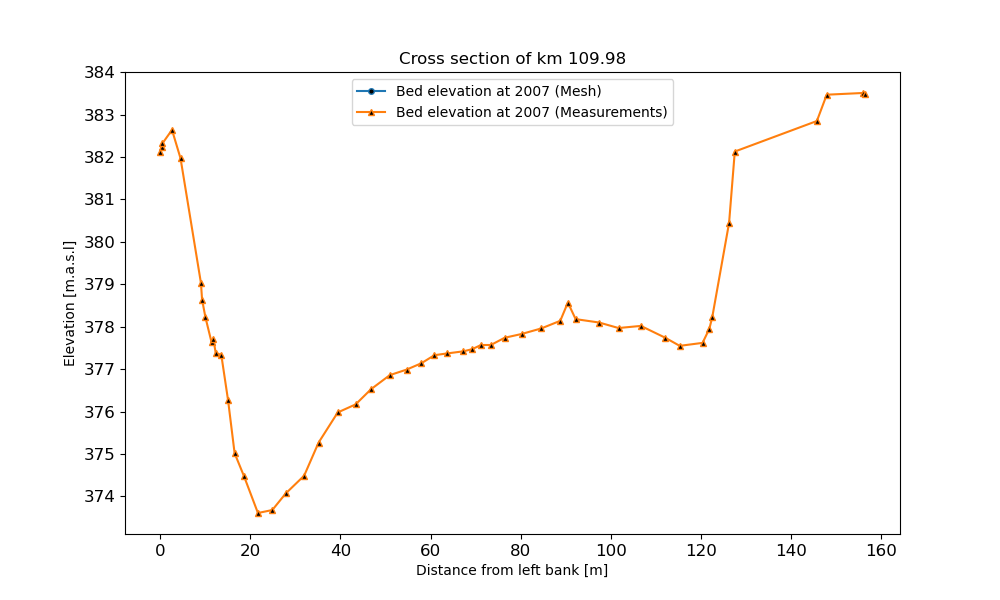 Cross section of km 109.98
Bed elevation at 2007 (Mesh)
Bed elevation at 2007 (Measurements)
384
383
382
381
380
379
378
377
376
375
374
Elevation [m.a.s.l]
0 20 40 60 80 100 120 140 160
Distance from left bank [m]